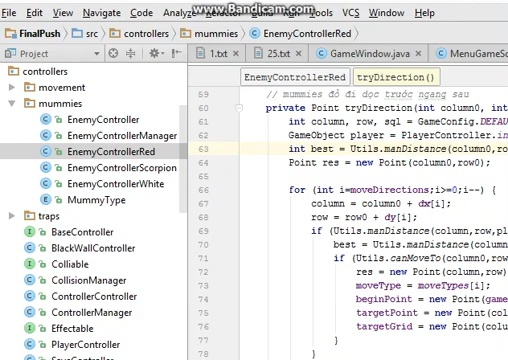 www.Bandicam.com
File Edit View Navigate Code Analyze Refactor Build Run Tools VCS Window Help
FinalPush src controllers mummies EnemyControllerRed
Project
1.txt 25.txt GameWindow.java MenuGameS
controllers
movement
mummies
EnemyController
EnemyControllerManager
EnemyControllerRed
EnemyControllerScorpion
EnemyControllerWhite
MummyType
traps
BaseController
BlackWallController
Colliable
CollisionManager
ControllerController
ControllerManager
Effectable
PlayerController
EnemyControllerRed tryDirection()
59 // mummies đỏ đi dọc trước ngang sau
60 private Point tryDirection(int column0, int
61 int column, row, sql = GameConfig.DEFAU
62 GameObject player = PlayerController.in
63 int best = Utils.manDistance(column0,ro
64 Point res = new Point(column0,row0);
65
66 for (int i=moveDirections;i>=0;i--) {
67 column = column0 + dx[i];
68 row = row0 + dy[i];
69 if (Utils.manDistance(column,row,pl
70 best = Utils.manDistance(column
71 if (Utils.canMoveTo(column0,row
72 res = new Point(column,row)
73 moveType = moveTypes[i];
74 beginPoint = new Point(game
75 targetPoint = new Point(col
76 targetGrid = new Point(colu
77 }
78 }